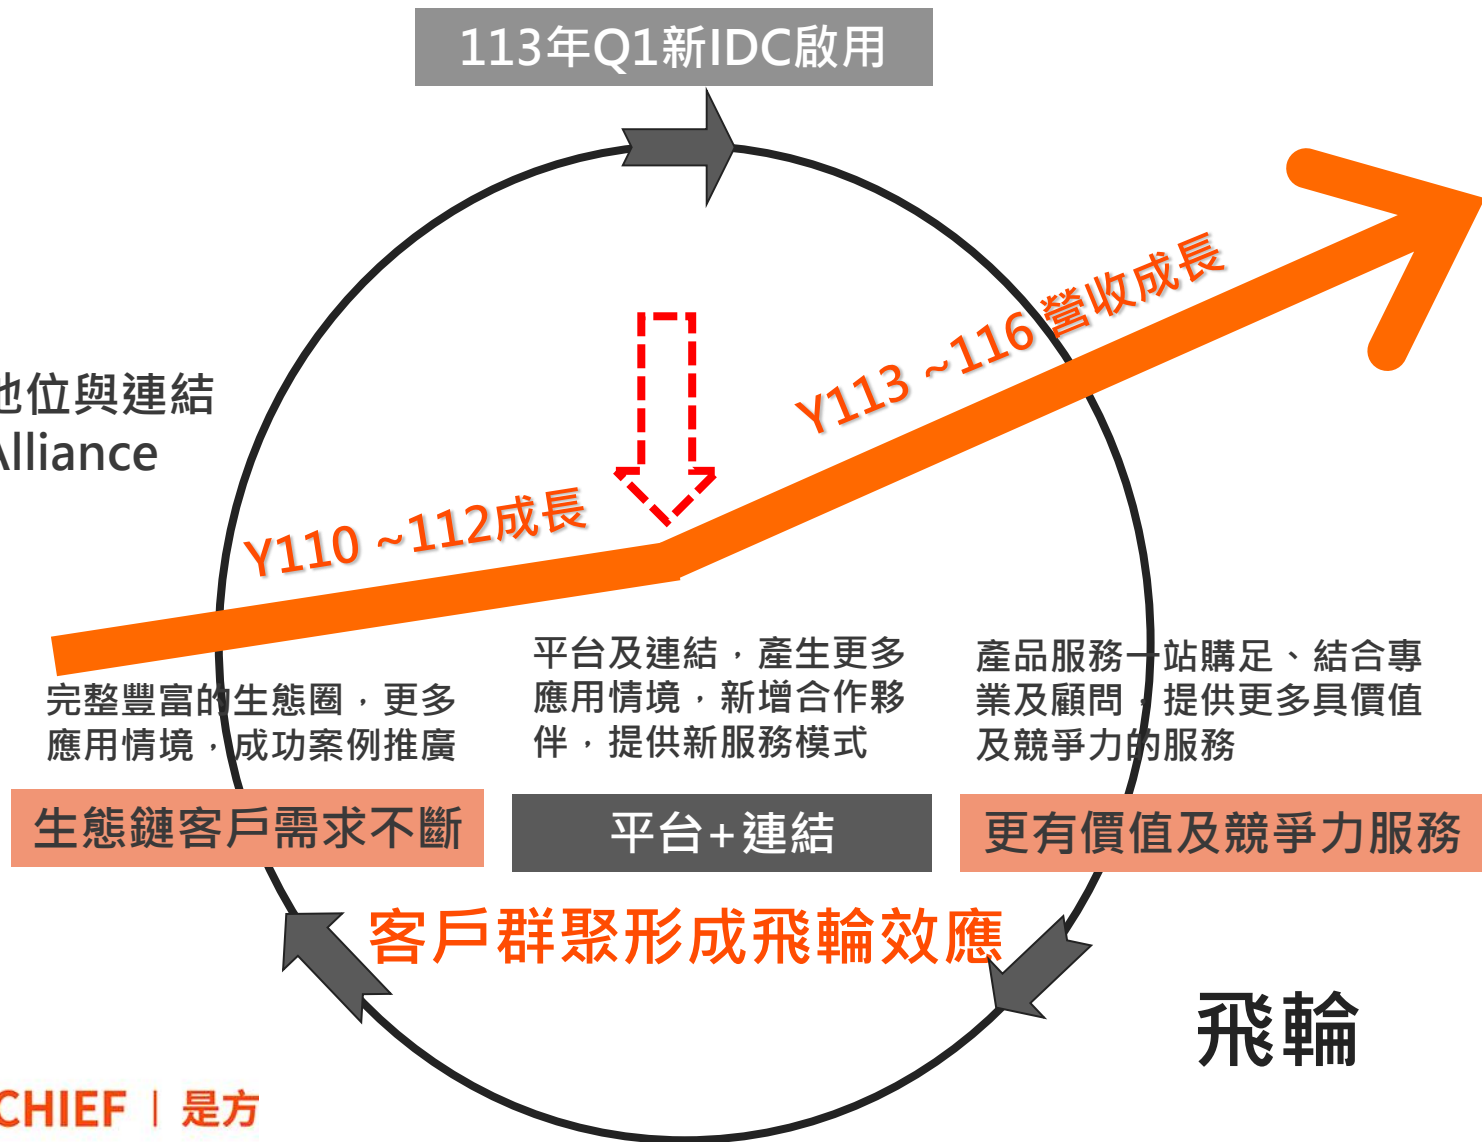 113年Q1新IDC啟用
地位與連結
Alliance
Y110 ~112成長
Y113 ~116 營收成長
完整豐富的生態圈，更多
應用情境，成功案例推廣
平台及連結，產生更多
應用情境，新增合作夥
伴，提供新服務模式
產品服務一站購足、結合專
業及顧問，提供更多具價值
及競爭力的服務
生態鏈客戶需求不斷
平台+連結
更有價值及競爭力服務
客戶群聚形成飛輪效應
飛輪
CHIEF | 是方